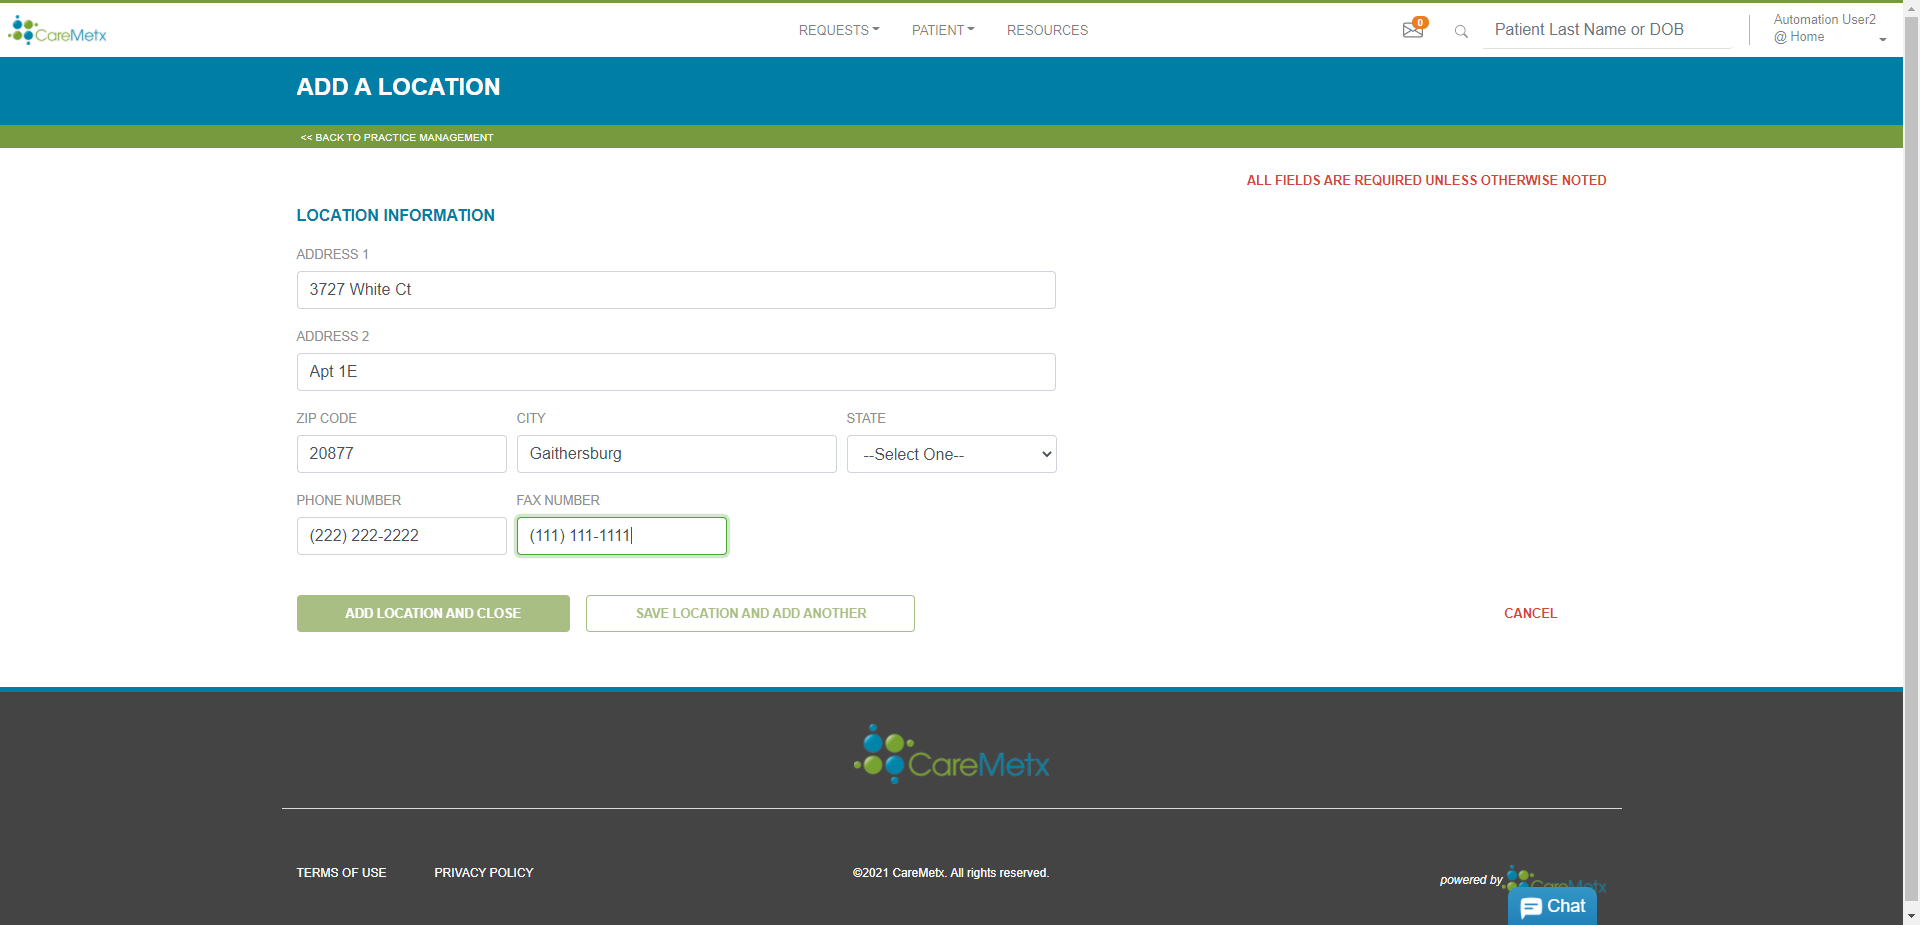 CareMetx
REQUESTS
PATIENT
RESOURCES
0
Patient Last Name or DOB
Automation User2
@ Home
ADD A LOCATION
<< BACK TO PRACTICE MANAGEMENT
ALL FIELDS ARE REQUIRED UNLESS OTHERWISE NOTED
LOCATION INFORMATION
ADDRESS 1
3727 White Ct
ADDRESS 2
Apt 1E
ZIP CODE CITY STATE
20877 Gaithersburg --Select One--
PHONE NUMBER FAX NUMBER
(222) 222-2222 (111) 111-1111
ADD LOCATION AND CLOSE
SAVE LOCATION AND ADD ANOTHER
CANCEL
CareMetx
TERMS OF USE
PRIVACY POLICY
©2021 CareMetx. All rights reserved.
powered by CareMetx
Chat